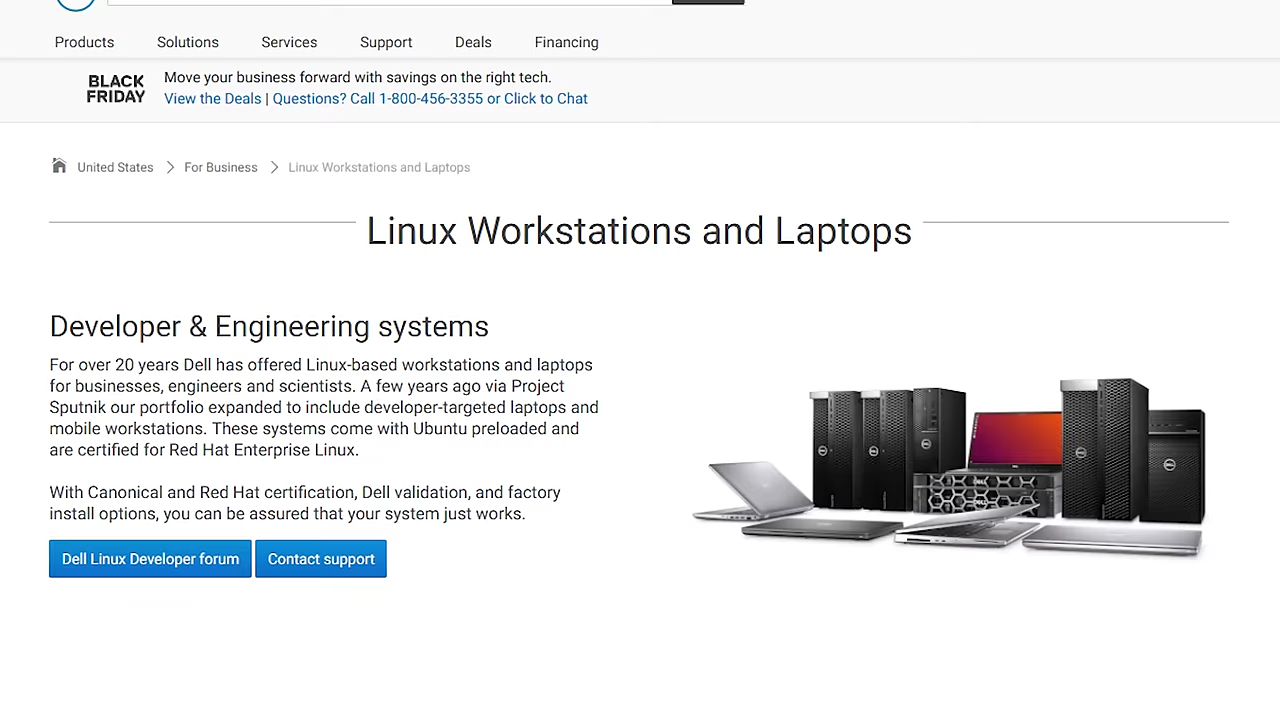 Products Solutions Services Support Deals Financing
BLACK
FRIDAY
Move your business forward with savings on the right tech.
View the Deals | Questions? Call 1-800-456-3355 or Click to Chat
United States For Business Linux Workstations and Laptops
Linux Workstations and Laptops
Developer & Engineering systems
For over 20 years Dell has offered Linux-based workstations and laptops
for businesses, engineers and scientists. A few years ago via Project
Sputnik our portfolio expanded to include developer-targeted laptops and
mobile workstations. These systems come with Ubuntu preloaded and
are certified for Red Hat Enterprise Linux.
With Canonical and Red Hat certification, Dell validation, and factory
install options, you can be assured that your system just works.
Dell Linux Developer forum Contact support